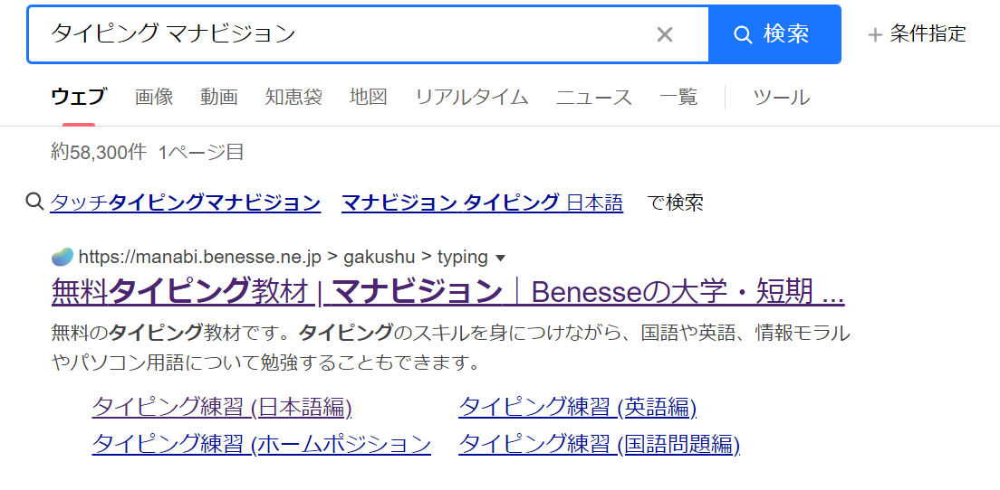 タイピング マナビジョン 検索 条件指定
ウェブ 画像 動画 知恵袋 地図 リアルタイム ニュース 一覧 ツール
約58,300件 1ページ目
タッチタイピングマナビジョン マナビジョン タイピング 日本語 で検索
https://manabi.benesse.ne.jp > gakushu > typing
無料タイピング教材 | マナビジョン｜Benesseの大学・短期 ...
無料のタイピング教材です。タイピングのスキルを身につけながら、国語や英語、情報モラル
やパソコン用語について勉強することもできます。
タイピング練習 (日本語編) タイピング練習 (英語編)
タイピング練習 (ホームポジション タイピング練習 (国語問題編)